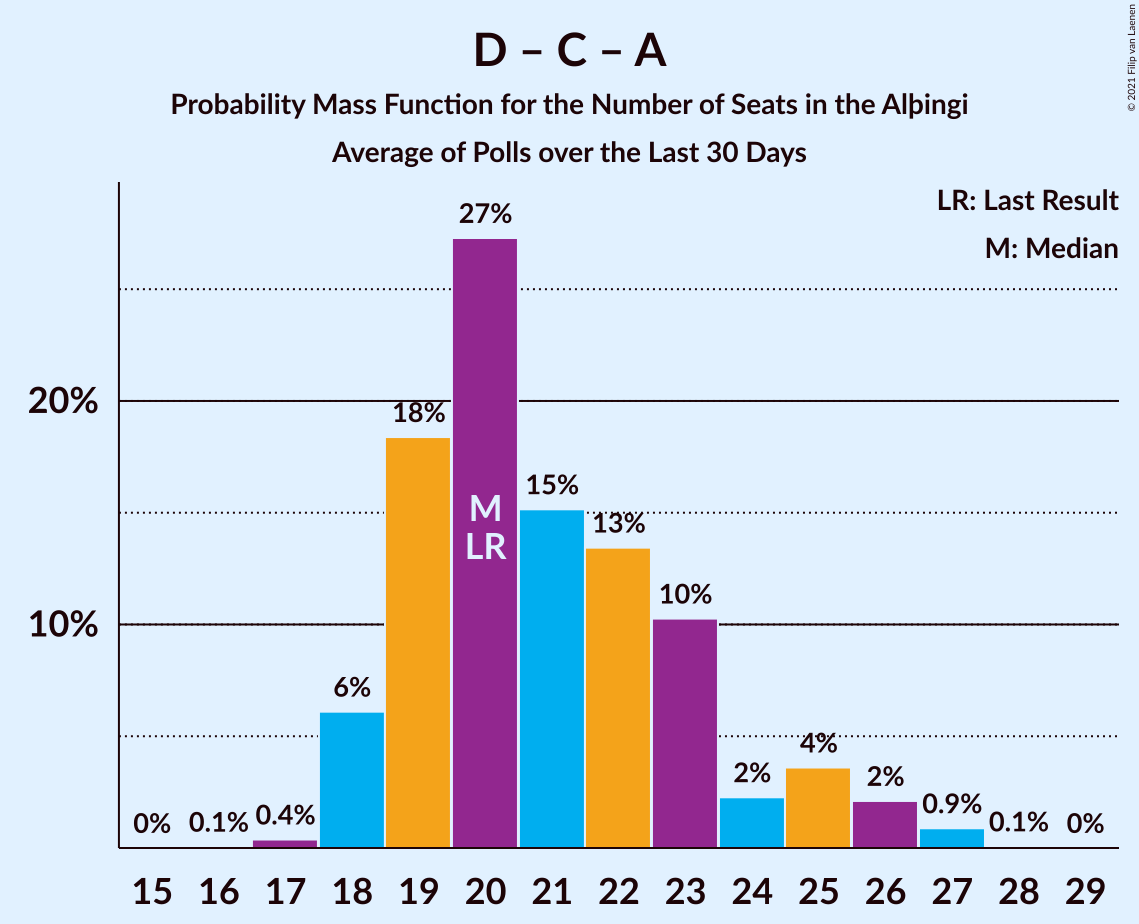 D – C – A
Probability Mass Function for the Number of Seats in the Alþingi
Average of Polls over the Last 30 Days
© 2021 Filip van Laenen
LR: Last Result
M: Median
27%
20%
18%
M
LR
15%
13%
10%
10%
6%
4%
2%
2%
0%
0.1%
0.4%
0.9%
0.1%
0%
15 16 17 18 19 20 21 22 23 24 25 26 27 28 29